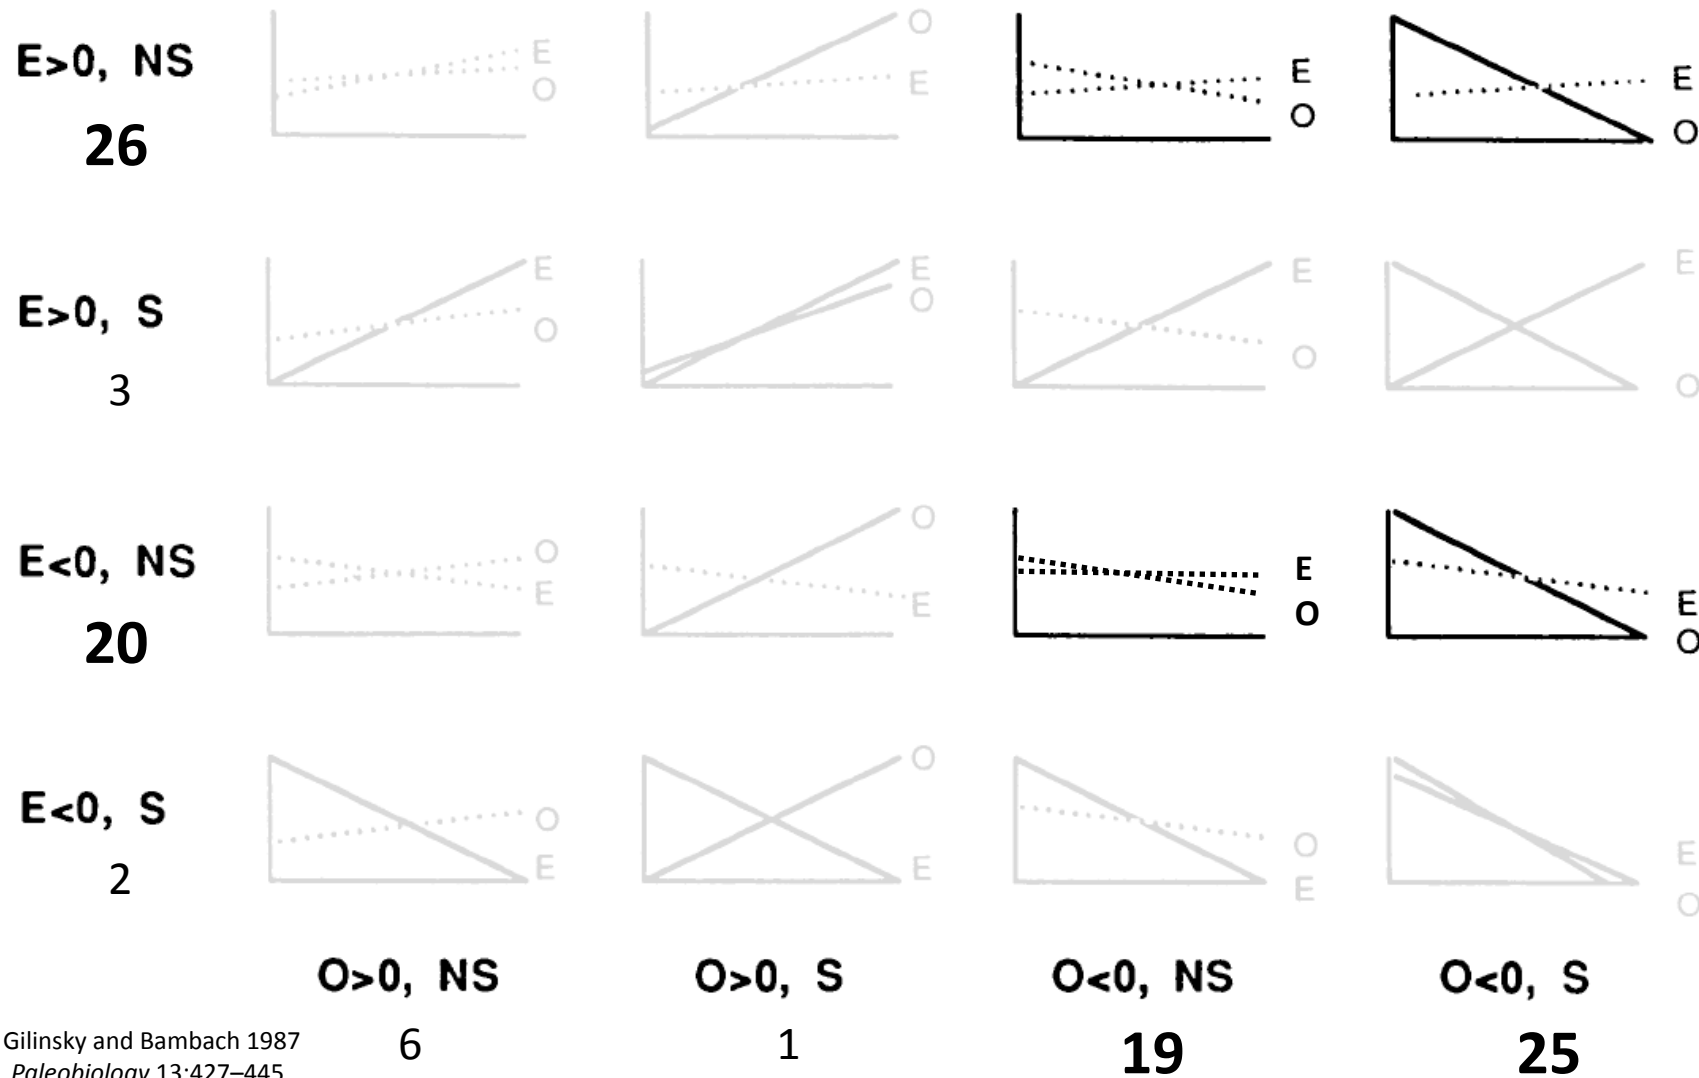 E>0, NS
26
E
O
O
E
E
O
E
O
E>0, S
3
E
O
E
O
E
O
E
O
E<0, NS
20
O
E
O
E
E
O
E
O
E<0, S
2
O
E
O
E
O
E
E
O
O>0, NS
O>0, S
O<0, NS
O<0, S
6
1
19
25
Gilinsky and Bambach 1987
Paleobiology 13:427–445